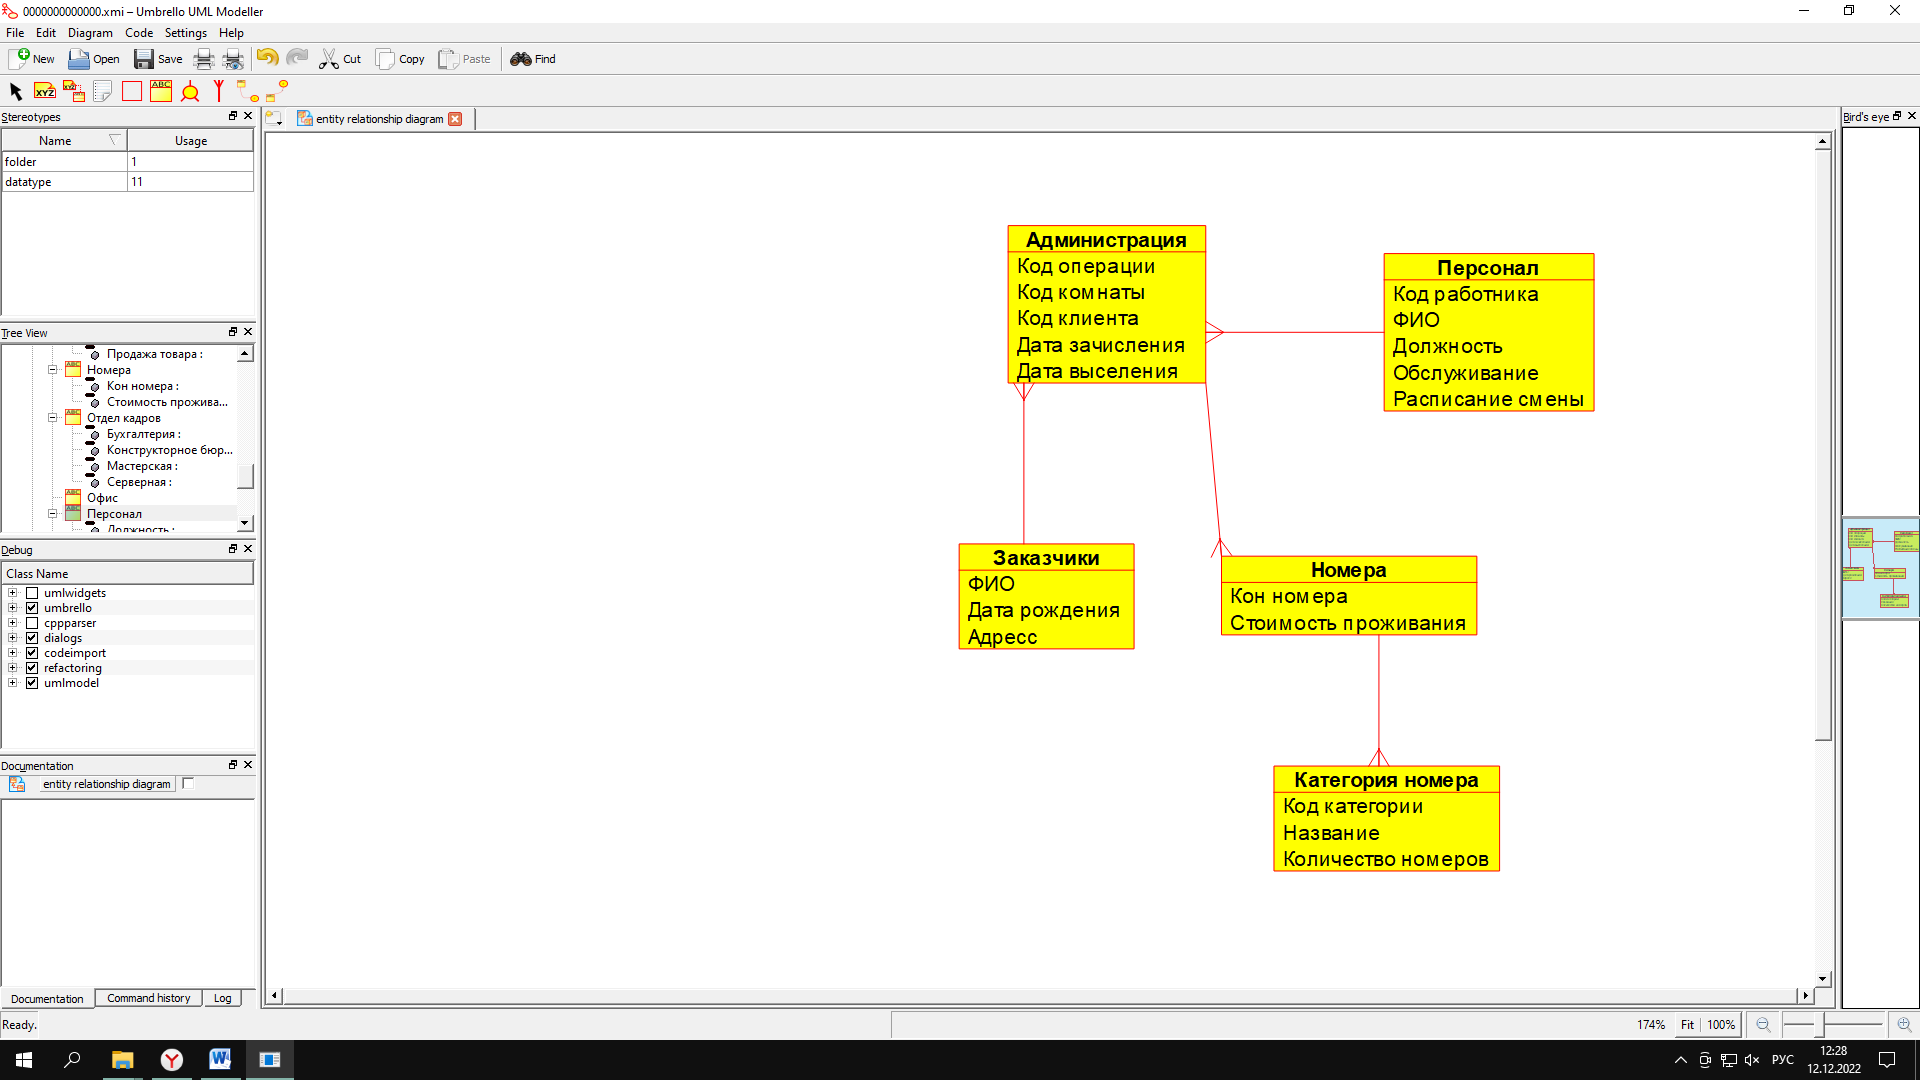 0000000000000.xmi – Umbrello UML Modeller
File Edit Diagram Code Settings Help
New Open Save Cut Copy Paste Find
XYZ XYZ ABC
Stereotypes
Name Usage
folder 1
datatype 11
Tree View
Продажа товара :
Номера
Кон номера :
Стоимость прожива...
Отдел кадров
Бухгалтерия :
Конструкторное бюр...
Мастерская :
Серверная :
Офис
Персонал
Должность :
Debug
Class Name
umlwidgets
umbrello
cppparser
dialogs
codeimport
refactoring
umlmodel
Documentation
entity relationship diagram
Documentation Command history Log
Ready.
entity relationship diagram
Администрация
Код операции
Код комнаты
Код клиента
Дата зачисления
Дата выселения
Персонал
Код работника
ФИО
Должность
Обслуживание
Расписание смены
Заказчики
ФИО
Дата рождения
Адресс
Номера
Кон номера
Стоимость проживания
Категория номера
Код категории
Название
Количество номеров
Bird's eye
174% Fit 100%
РУС
12:28
12.12.2022